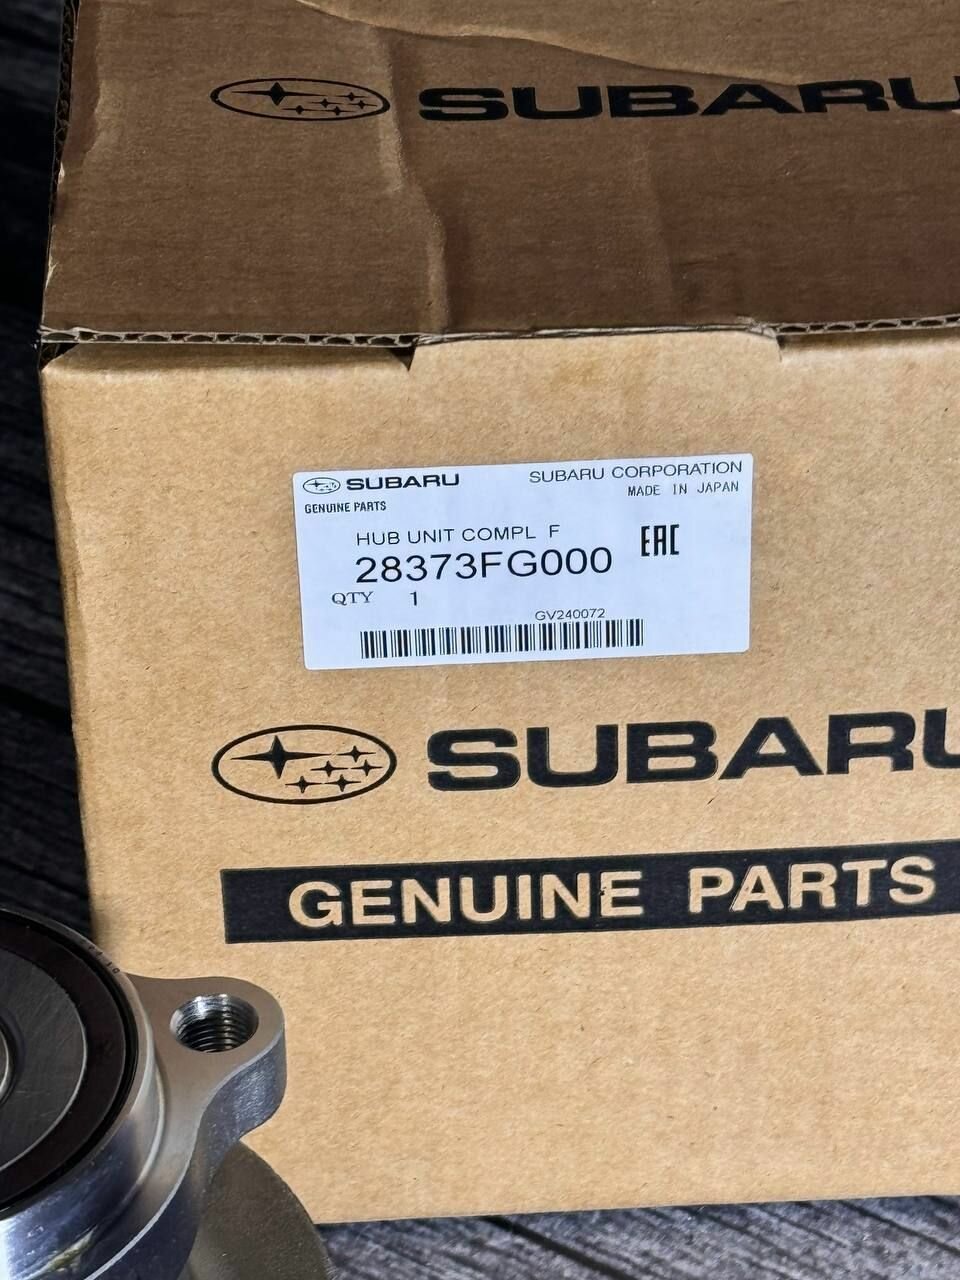 SUBARU
SUBARU SUBARU CORPORATION
GENUINE PARTS MADE IN JAPAN
HUB UNIT COMPL F EAC
28373FG000
QTY 1
GV240072
SUBARU
GENUINE PARTS